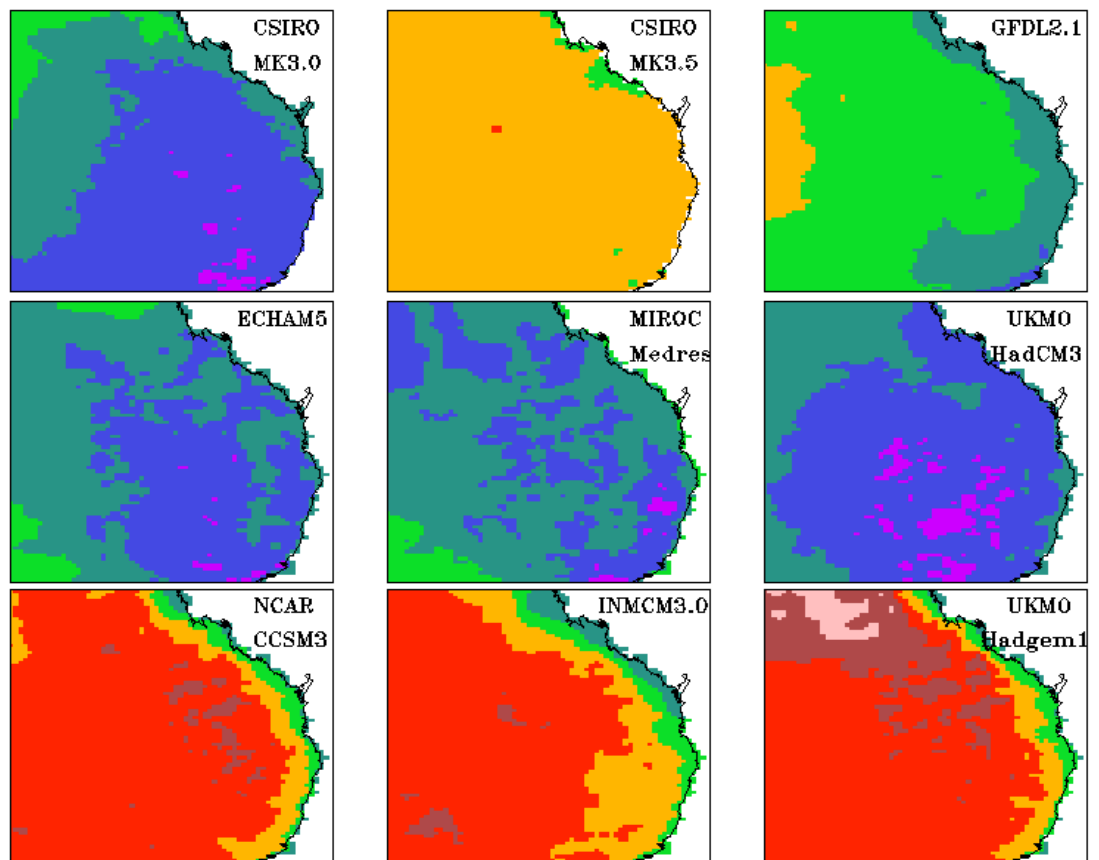 CSIRO
MK3.0
CSIRO
MK3.5
GFDL2.1
ECHAM5
MIROC
Medres
UKMO
HadCM3
NCAR
CCSM3
INMCM3.0
UKMO
Hadgem1